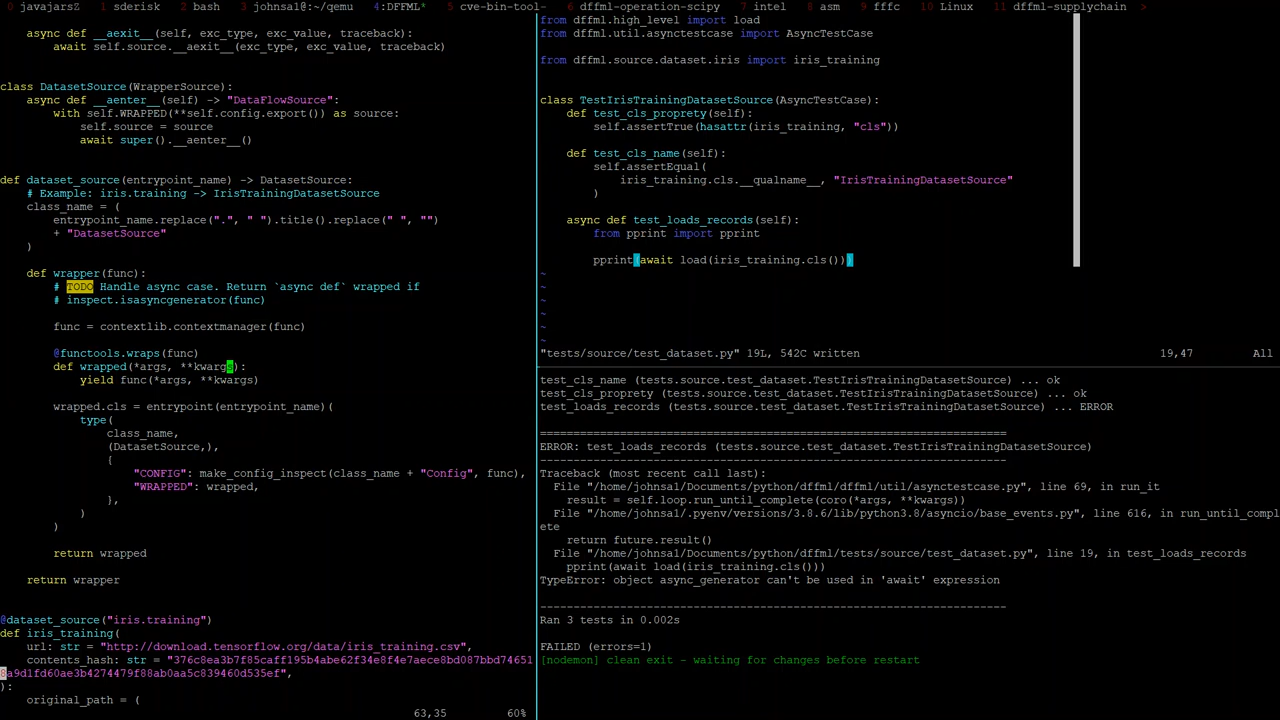 0 javajarsZ  1 sderisk  2 bash  3 johnsa1@:~/qemu  4:DFFML*  5 cve-bin-tool-  6 dffml-operation-scipy  7 intel  8 asm  9 fffc  10 Linux  11 dffml-supplychain  >
    async def __aexit__(self, exc_type, exc_value, traceback):
        await self.source.__aexit__(exc_type, exc_value, traceback)
class DatasetSource(WrapperSource):
    async def __aenter__(self) -> "DataFlowSource":
        with self.WRAPPED(**self.config.export()) as source:
            self.source = source
            await super().__aenter__()
def dataset_source(entrypoint_name) -> DatasetSource:
    # Example: iris.training -> IrisTrainingDatasetSource
    class_name = (
        entrypoint_name.replace(".", " ").title().replace(" ", "")
        + "DatasetSource"
    )
    def wrapper(func):
        # TODO Handle async case. Return `async def` wrapped if
        # inspect.isasyncgenerator(func)
        func = contextlib.contextmanager(func)
        @functools.wraps(func)
        def wrapped(*args, **kwargs):
            yield func(*args, **kwargs)
        wrapped.cls = entrypoint(entrypoint_name)(
            type(
                class_name,
                (DatasetSource,),
                {
                    "CONFIG": make_config_inspect(class_name + "Config", func),
                    "WRAPPED": wrapped,
                },
            )
        )
        return wrapped
    return wrapper
@dataset_source("iris.training")
def iris_training(
    url: str = "http://download.tensorflow.org/data/iris_training.csv",
    contents_hash: str = "376c8ea3b7f85caff195b4abe62f34e8f4e7aece8bd087bbd74651
8a9d1fd60ae3b4274479f88ab0aa5c839460d535ef",
):
    original_path = (
63,35  60%
from dffml.high_level import load
from dffml.util.asynctestcase import AsyncTestCase
from dffml.source.dataset.iris import iris_training
class TestIrisTrainingDatasetSource(AsyncTestCase):
    def test_cls_proprety(self):
        self.assertTrue(hasattr(iris_training, "cls"))
    def test_cls_name(self):
        self.assertEqual(
            iris_training.cls.__qualname__, "IrisTrainingDatasetSource"
        )
    async def test_loads_records(self):
        from pprint import pprint
        pprint(await load(iris_training.cls()))
~
~
~
~
~
~
"tests/source/test_dataset.py" 19L, 542C written  19,47  All
test_cls_name (tests.source.test_dataset.TestIrisTrainingDatasetSource) ... ok
test_cls_proprety (tests.source.test_dataset.TestIrisTrainingDatasetSource) ... ok
test_loads_records (tests.source.test_dataset.TestIrisTrainingDatasetSource) ... ERROR
======================================================================
ERROR: test_loads_records (tests.source.test_dataset.TestIrisTrainingDatasetSource)
----------------------------------------------------------------------
Traceback (most recent call last):
  File "/home/johnsa1/Documents/python/dffml/dffml/util/asynctestcase.py", line 69, in run_it
    result = self.loop.run_until_complete(coro(*args, **kwargs))
  File "/home/johnsa1/.pyenv/versions/3.8.6/lib/python3.8/asyncio/base_events.py", line 616, in run_until_compl
ete
    return future.result()
  File "/home/johnsa1/Documents/python/dffml/tests/source/test_dataset.py", line 19, in test_loads_records
    pprint(await load(iris_training.cls()))
TypeError: object async_generator can't be used in 'await' expression
----------------------------------------------------------------------
Ran 3 tests in 0.002s
FAILED (errors=1)
[nodemon] clean exit - waiting for changes before restart